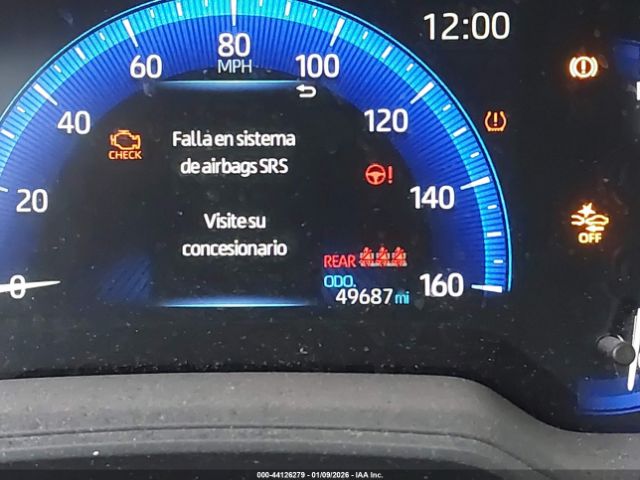 12:00
0
20
40
60
80
MPH
100
120
140
160
CHECK
Falla en sistema
de airbags SRS
Visite su
concesionario
!
REAR
ODO.
49687 mi
OFF
000-44126279 - 01/09/2026 - IAA Inc.